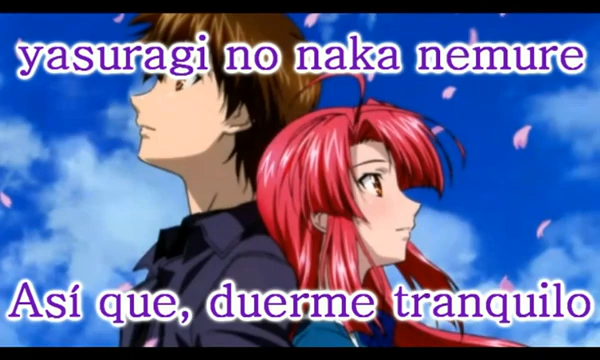 yasuragi no naka nemure
Así que, duerme tranquilo